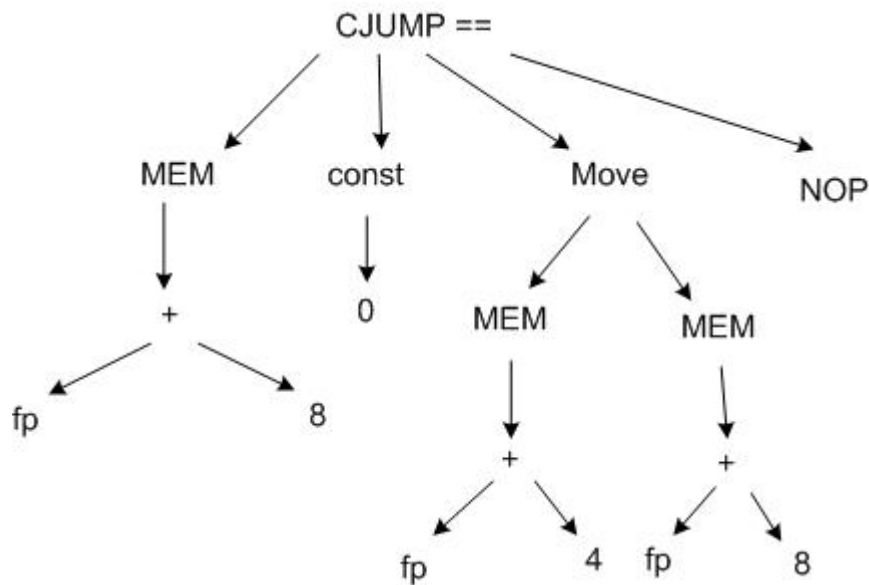 CJUMP ==
MEM const Move NOP
+ 0 MEM MEM
fp 8
+ +
fp 4 fp 8